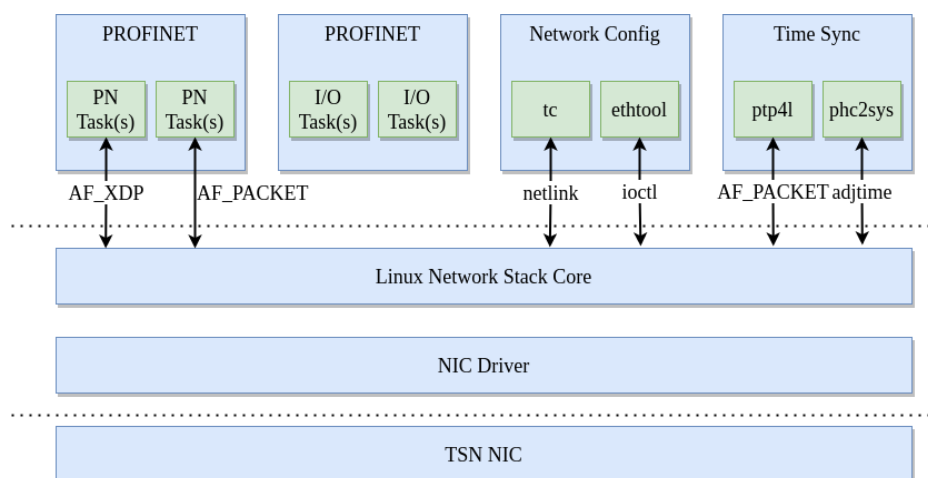 PROFINET
PN
Task(s)
PN
Task(s)
PROFINET
I/O
Task(s)
I/O
Task(s)
Network Config
tc
ethtool
Time Sync
ptp4l
phc2sys
AF_XDP
AF_PACKET
netlink
ioctl
AF_PACKET
adjtime
Linux Network Stack Core
NIC Driver
TSN NIC